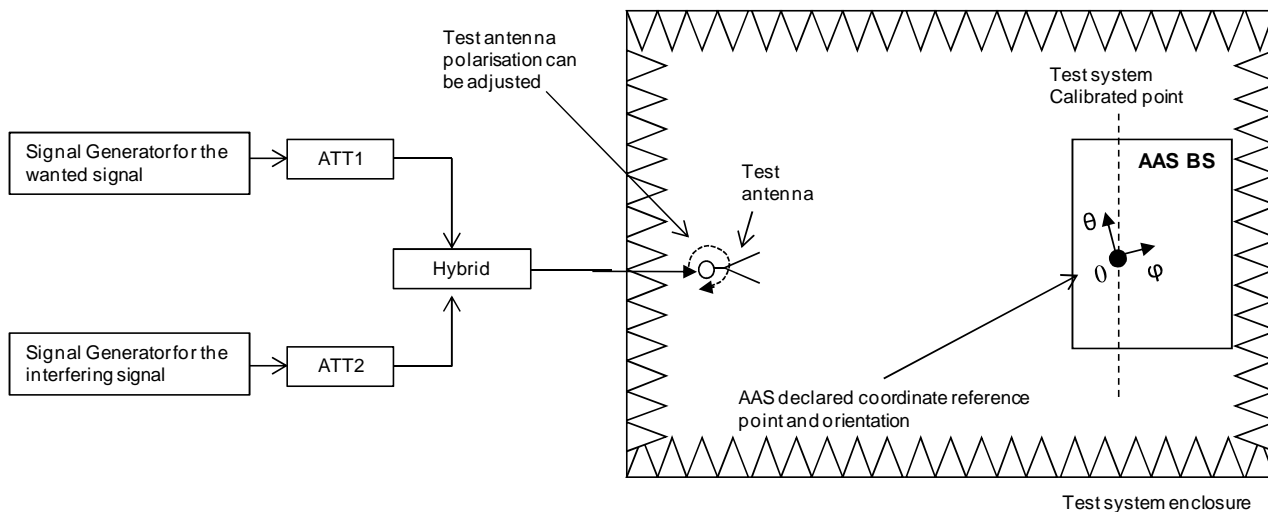 Test antenna
polarisation can
be adjusted
Test system
Calibrated point
Signal Generator for the
wanted signal
ATT1
AAS BS
Test
antenna
θ
Hybrid
0
φ
Signal Generator for the
interfering signal
ATT2
AAS declared coordinate reference
point and orientation
Test system enclosure